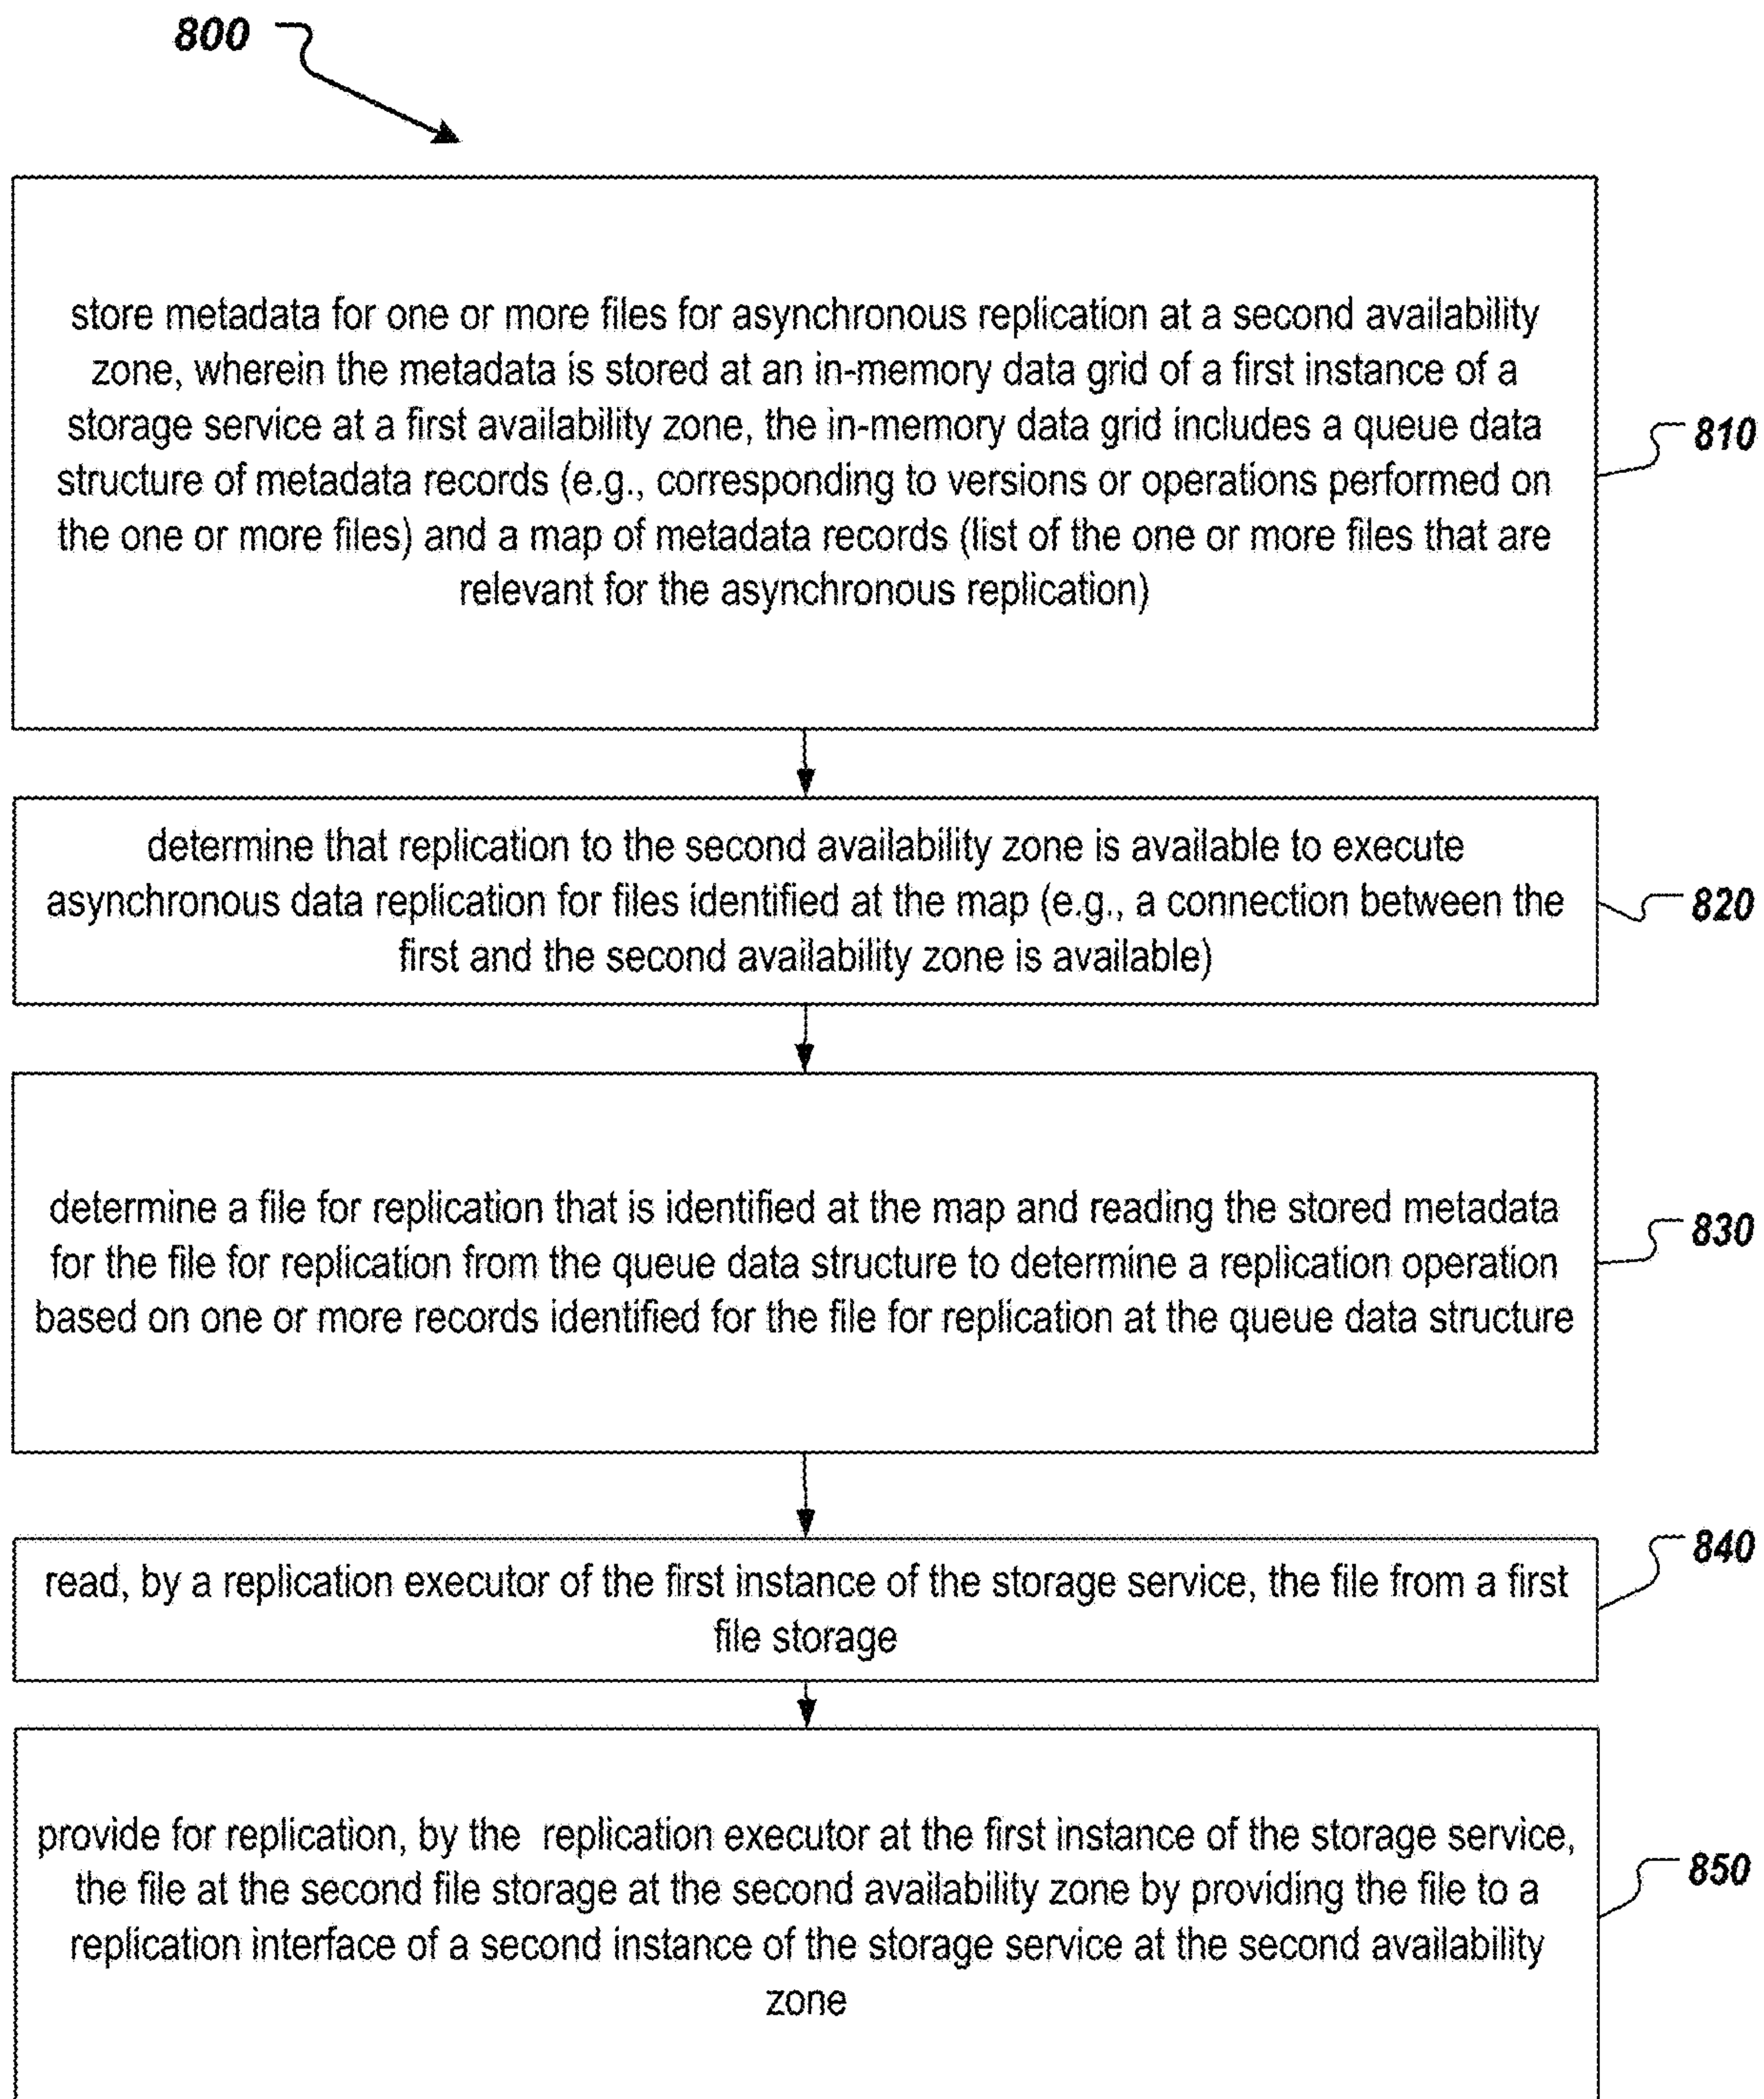 800
store metadata for one or more files for asynchronous replication at a second availability
zone, wherein the metadata is stored at an in-memory data grid of a first instance of a
storage service at a first availability zone, the in-memory data grid includes a queue data
structure of metadata records (e.g., corresponding to versions or operations performed on
the one or more files) and a map of metadata records (list of the one or more files that are
relevant for the asynchronous replication)
810
determine that replication to the second availability zone is available to execute
asynchronous data replication for files identified at the map (e.g., a connection between the
first and the second availability zone is available)
820
determine a file for replication that is identified at the map and reading the stored metadata
for the file for replication from the queue data structure to determine a replication operation
based on one or more records identified for the file for replication at the queue data structure
830
read, by a replication executor of the first instance of the storage service, the file from a first
file storage
840
provide for replication, by the replication executor at the first instance of the storage service,
the file at the second file storage at the second availability zone by providing the file to a
replication interface of a second instance of the storage service at the second availability
zone
850